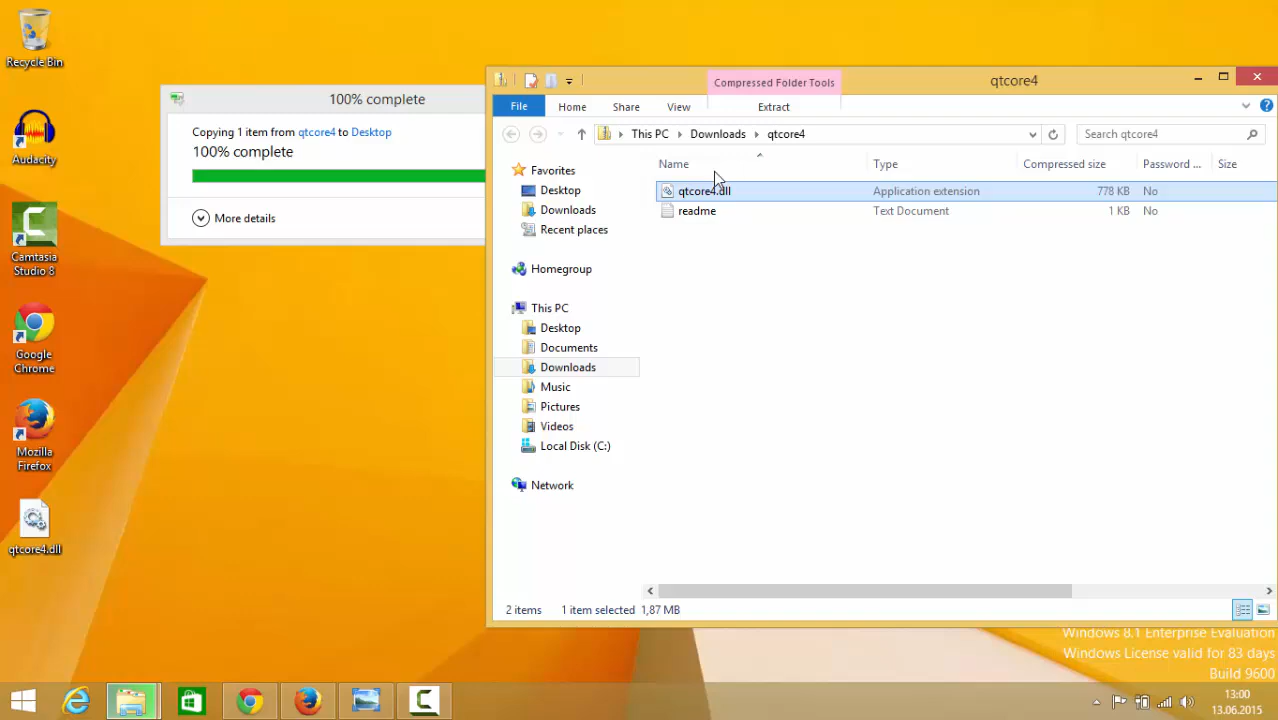 Recycle Bin
Audacity
Camtasia
Studio 8
Google
Chrome
Mozilla
Firefox
qtcore4.dll
100% complete
Copying 1 item from qtcore4 to Desktop
100% complete
More details
Compressed Folder Tools
qtcore4
File Home Share View Extract
This PC Downloads qtcore4
Search qtcore4
Name Type Compressed size Password ... Size
qtcore4.dll Application extension 778 KB No
readme Text Document 1 KB No
Favorites
Desktop
Downloads
Recent places
Homegroup
This PC
Desktop
Documents
Downloads
Music
Pictures
Videos
Local Disk (C:)
Network
2 items 1 item selected 1,87 MB
Windows 8.1 Enterprise Evaluation
Windows License valid for 83 days
Build 9600
13:00
13.06.2015